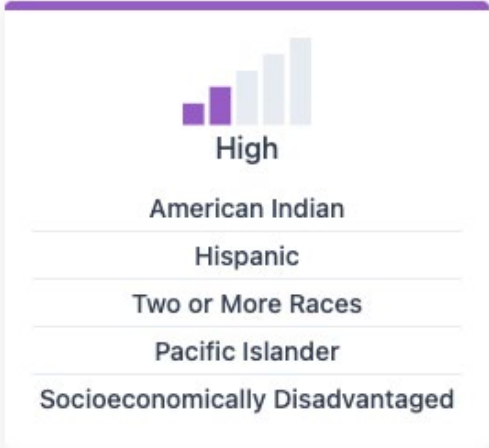 High
American Indian
Hispanic
Two or More Races
Pacific Islander
Socioeconomically Disadvantaged